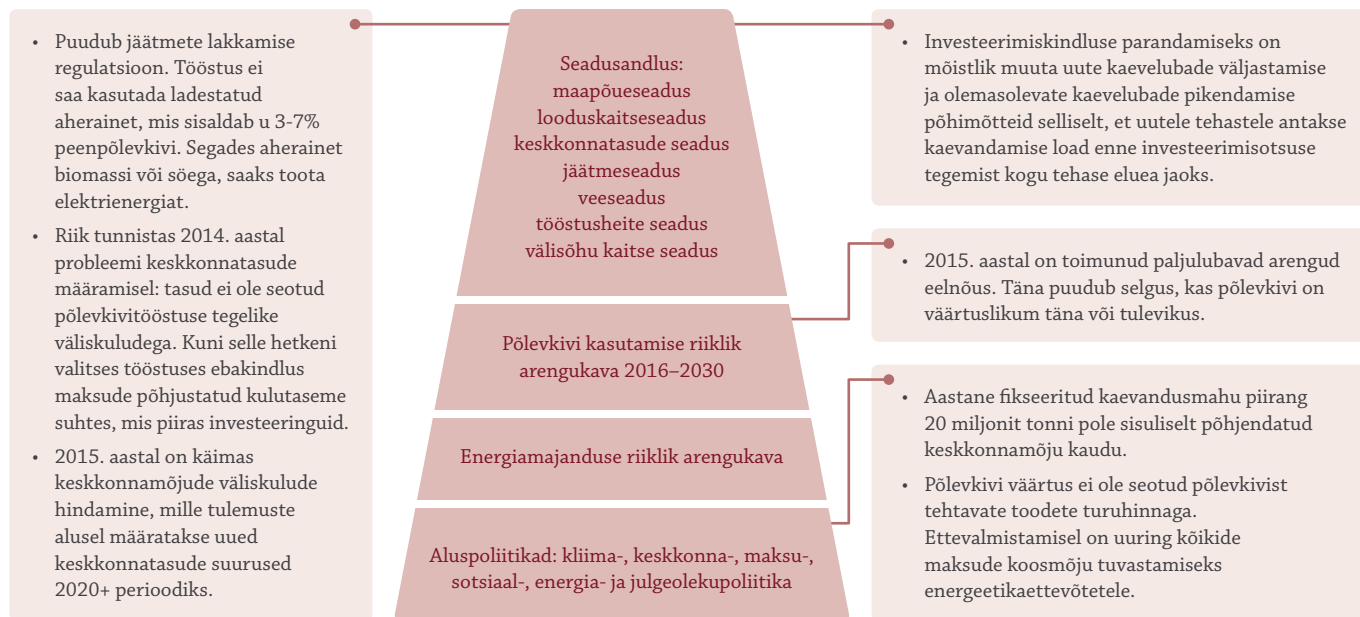 • Puudub jäätmete lakkamise
regulatsioon. Tööstus ei
saa kasutada ladestatud
aherainet, mis sisaldab u 3-7%
peenpõlevkivi. Segades aherainet
biomassi või söega, saaks toota
elektrienergiat.
• Riik tunnistas 2014. aastal
probleemi keskkonnatasude
määramisel: tasud ei ole seotud
põlevkivitööstuse tegelike
väliskuludega. Kuni selle hetkeni
valitses tööstuses ebakindlus
maksude põhjustatud kulutaseme
suhtes, mis piiras investeeringuid.
• 2015. aastal on käimas
keskkonnamõjude väliskulude
hindamine, mille tulemuste
alusel määratakse uued
keskkonnatasude suurused
2020+ perioodiks.
Seadusandlus:
maapõueseadus
looduskaitseseadus
keskkonnatasude seadus
jäätmeseadus
veeseadus
tööstusheite seadus
välisõhu kaitse seadus
Põlevkivi kasutamise riiklik
arengukava 2016–2030
Energiamajanduse riiklik arengukava
Aluspoliitikad: kliima-, keskkonna-, maksu-,
sotsiaal-, energia- ja julgeolekupoliitika
• Investeerimiskindluse parandamiseks on
mõistlik muuta uute kaevelubade väljastamise
ja olemasolevate kaevelubade pikendamise
põhimõtteid selliselt, et uutele tehastele antakse
kaevandamise load enne investeerimisotsuse
tegemist kogu tehase eluea jaoks.
• 2015. aastal on toimunud paljulubavad arengud
eelnõus. Täna puudub selgus, kas põlevkivi on
väärtuslikum täna või tulevikus.
• Aastane fikseeritud kaevandusmahu piirang
20 miljonit tonni pole sisuliselt põhjendatud
keskkonnamõju kaudu.
• Põlevkivi väärtus ei ole seotud põlevkivist
tehtavate toodete turuhinnaga.
Ettevalmistamisel on uuring kõikide
maksude koosmõju tuvastamiseks
energeetikaettevõtetele.